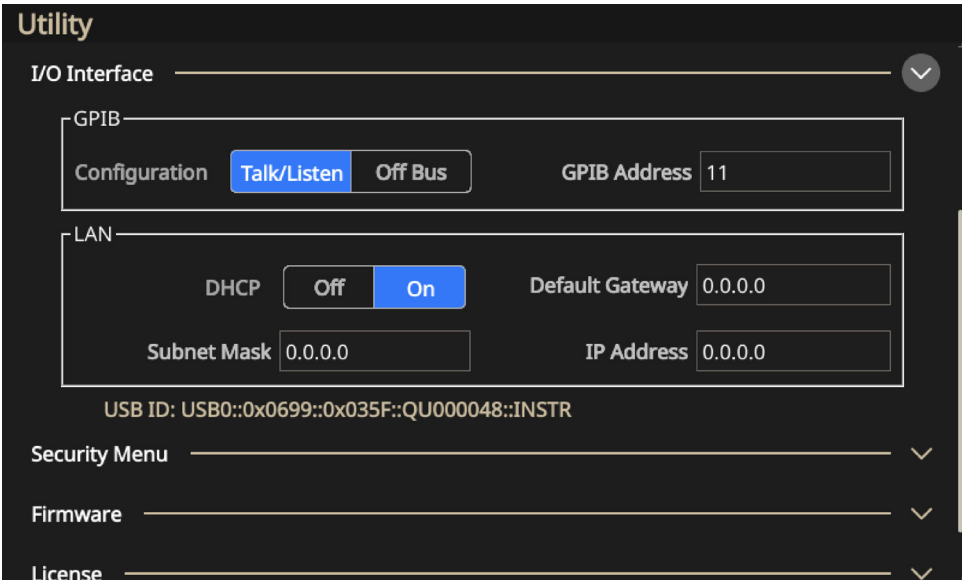 Utility
I/O Interface
GPIB
Configuration Talk/Listen Off Bus GPIB Address 11
LAN
DHCP Off On Default Gateway 0.0.0.0
Subnet Mask 0.0.0.0 IP Address 0.0.0.0
USB ID: USB0::0x0699::0x035F::QU000048::INSTR
Security Menu
Firmware
License